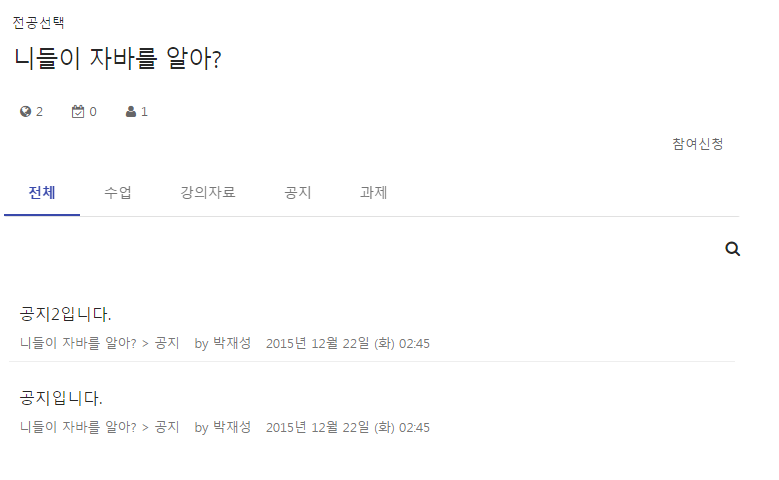 전공선택
니들이 자바를 알아?
2 0 1
참여신청
전체 수업 강의자료 공지 과제
공지2입니다.
니들이 자바를 알아? > 공지 by 박재성 2015년 12월 22일 (화) 02:45
공지입니다.
니들이 자바를 알아? > 공지 by 박재성 2015년 12월 22일 (화) 02:45